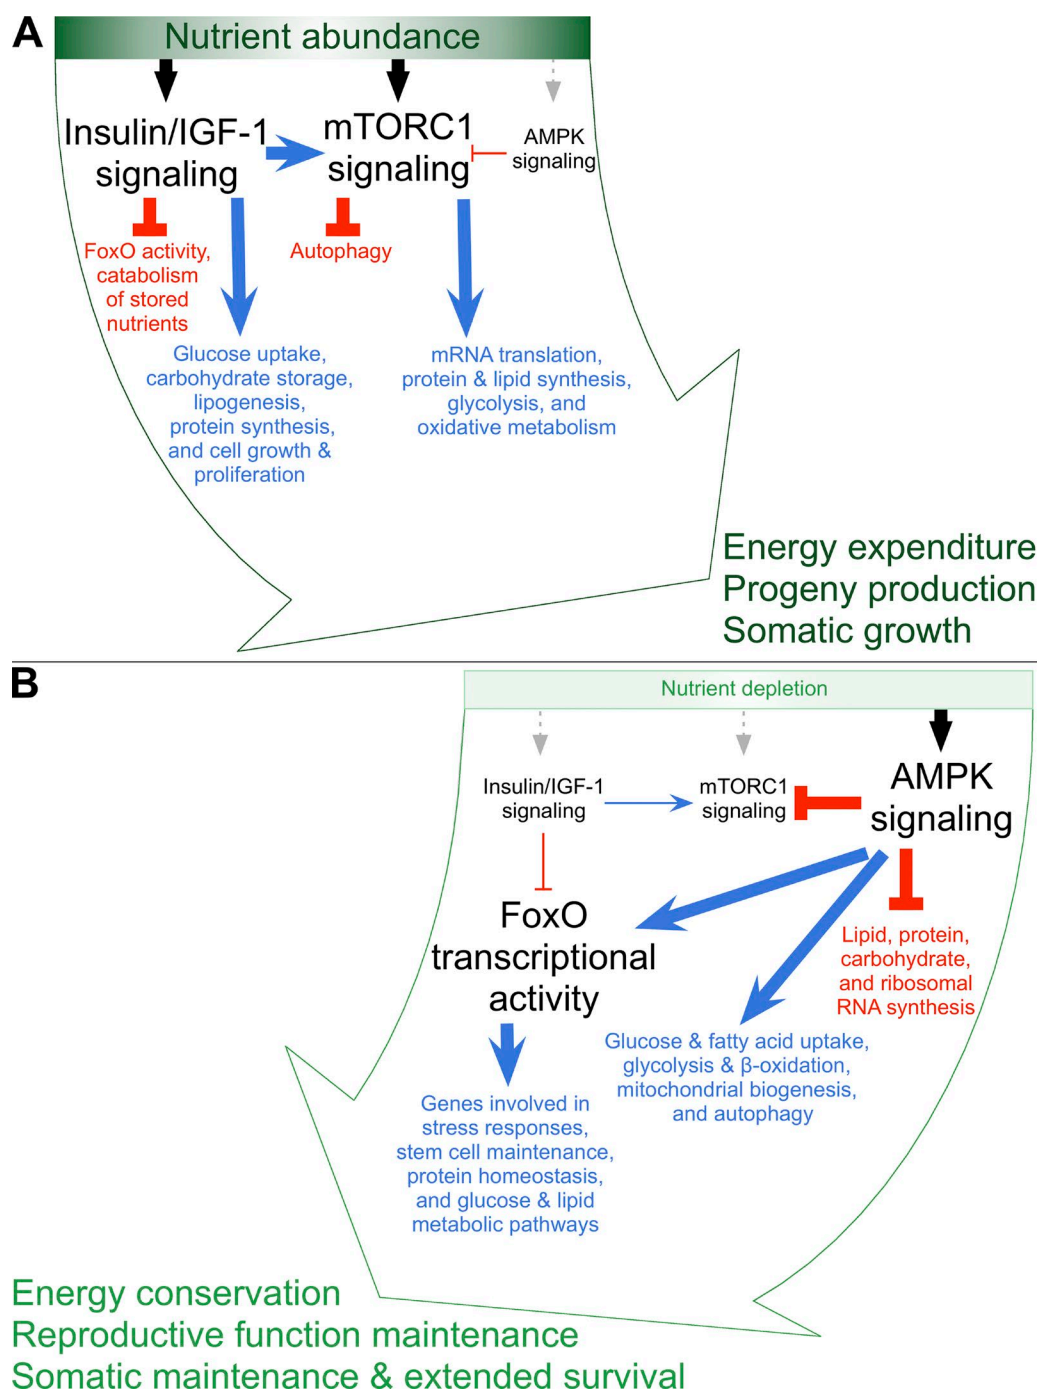 A
Nutrient abundance
Insulin/IGF-1
signaling
mTORC1
signaling
AMPK
signaling
FoxO activity,
catabolism
of stored
nutrients
Autophagy
Glucose uptake,
carbohydrate storage,
lipogenesis,
protein synthesis,
and cell growth &
proliferation
mRNA translation,
protein & lipid synthesis,
glycolysis, and
oxidative metabolism
Energy expenditure
Progeny production
Somatic growth
B
Nutrient depletion
Insulin/IGF-1
signaling
mTORC1
signaling
AMPK
signaling
FoxO
transcriptional
activity
Lipid, protein,
carbohydrate,
and ribosomal
RNA synthesis
Glucose & fatty acid uptake,
glycolysis & β-oxidation,
mitochondrial biogenesis,
and autophagy
Genes involved in
stress responses,
stem cell maintenance,
protein homeostasis,
and glucose & lipid
metabolic pathways
Energy conservation
Reproductive function maintenance
Somatic maintenance & extended survival